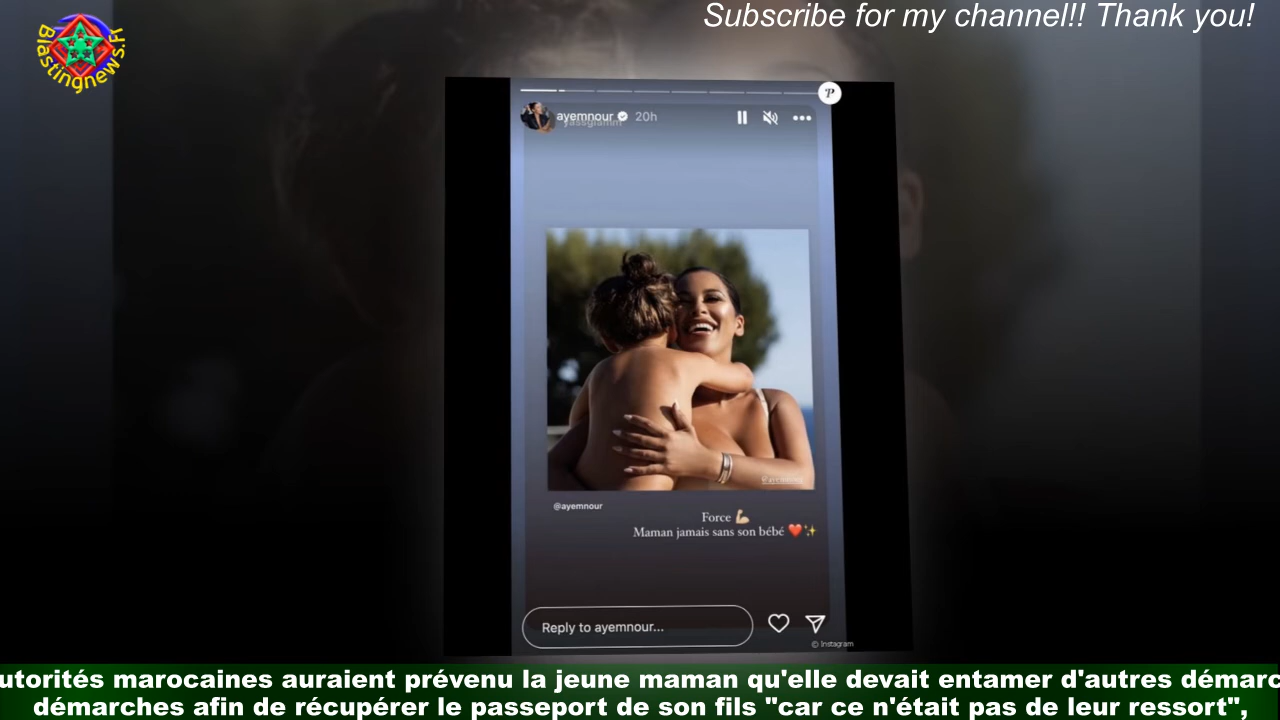 Subscribe for my channel!! Thank you!
Blastingnews.Fr
ayemnour 20h
yassgramm
@ayemnour
Force 💪🏼
Maman jamais sans son bébé ❤️✨
Reply to ayemnour...
© Instagram
utorités marocaines auraient prévenu la jeune maman qu'elle devait entamer d'autres démarc
démarches afin de récupérer le passeport de son fils "car ce n'était pas de leur ressort",